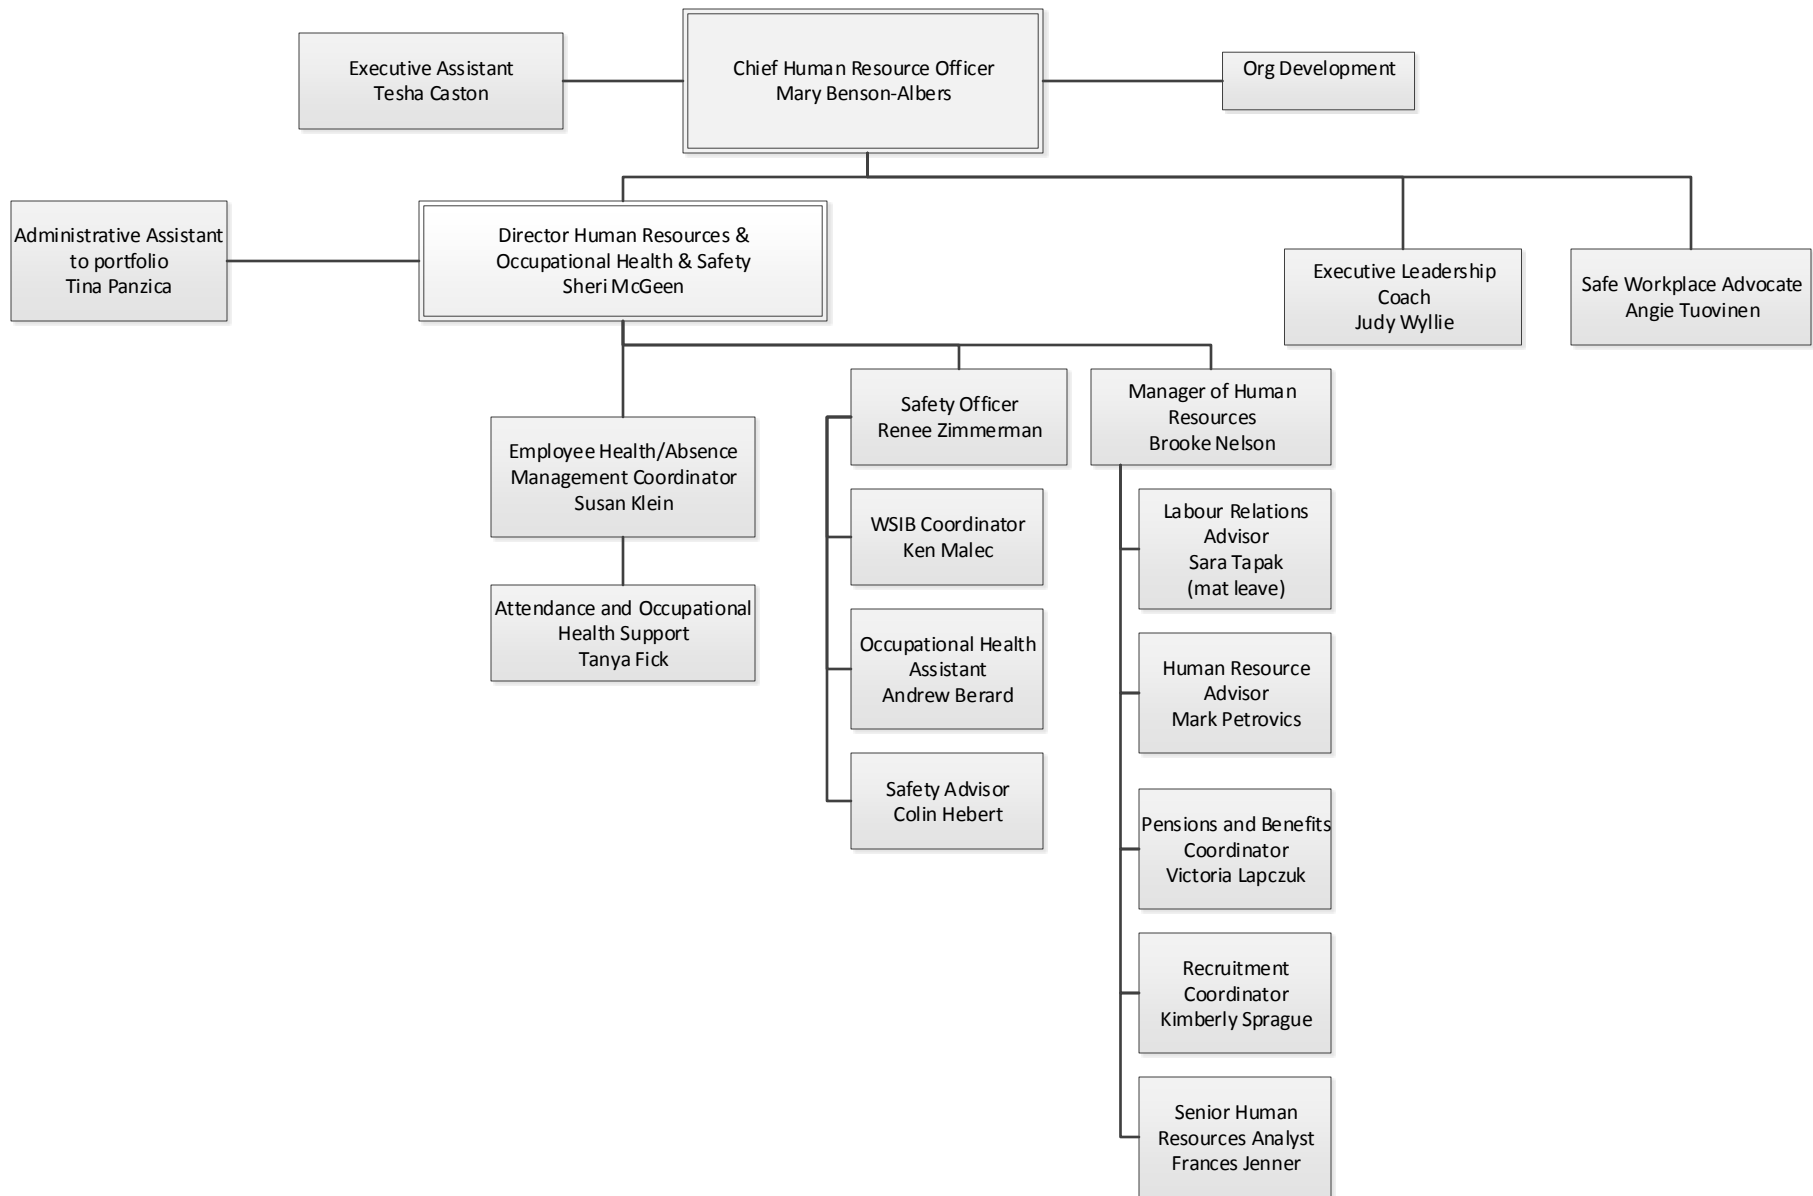 Executive Assistant
Tesha Caston
Chief Human Resource Officer
Mary Benson-Albers
Org Development
Administrative Assistant
to portfolio
Tina Panzica
Director Human Resources &
Occupational Health & Safety
Sheri McGeen
Executive Leadership
Coach
Judy Wyllie
Safe Workplace Advocate
Angie Tuovinen
Employee Health/Absence
Management Coordinator
Susan Klein
Attendance and Occupational
Health Support
Tanya Fick
Safety Officer
Renee Zimmerman
WSIB Coordinator
Ken Malec
Occupational Health
Assistant
Andrew Berard
Safety Advisor
Colin Hebert
Manager of Human
Resources
Brooke Nelson
Labour Relations
Advisor
Sara Tapak
(mat leave)
Human Resource
Advisor
Mark Petrovics
Pensions and Benefits
Coordinator
Victoria Lapczuk
Recruitment
Coordinator
Kimberly Sprague
Senior Human
Resources Analyst
Frances Jenner